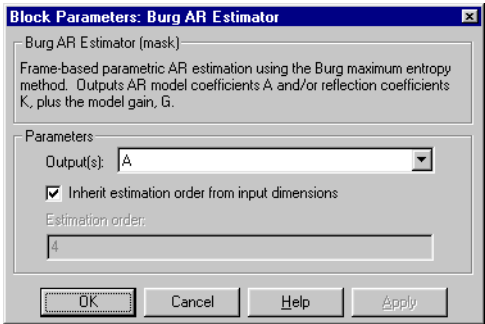 Block Parameters: Burg AR Estimator
Burg AR Estimator (mask)
Frame-based parametric AR estimation using the Burg maximum entropy
method. Outputs AR model coefficients A and/or reflection coefficients
K, plus the model gain, G.
Parameters
Output(s): A
Inherit estimation order from input dimensions
Estimation order:
4
OK Cancel Help Apply